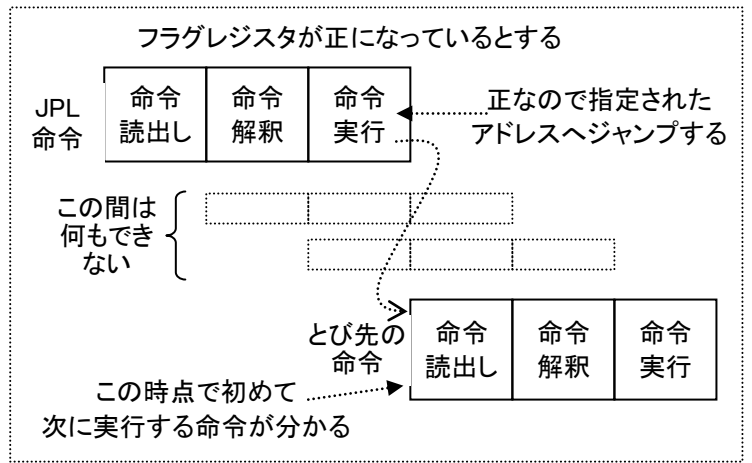 フラグレジスタが正になっているとする
JPL
命令
命令
読出し
命令
解釈
命令
実行
正なので指定された
アドレスへジャンプする
この間は
何もでき
ない
とび先の
命令
命令
読出し
命令
解釈
命令
実行
この時点で初めて
次に実行する命令が分かる